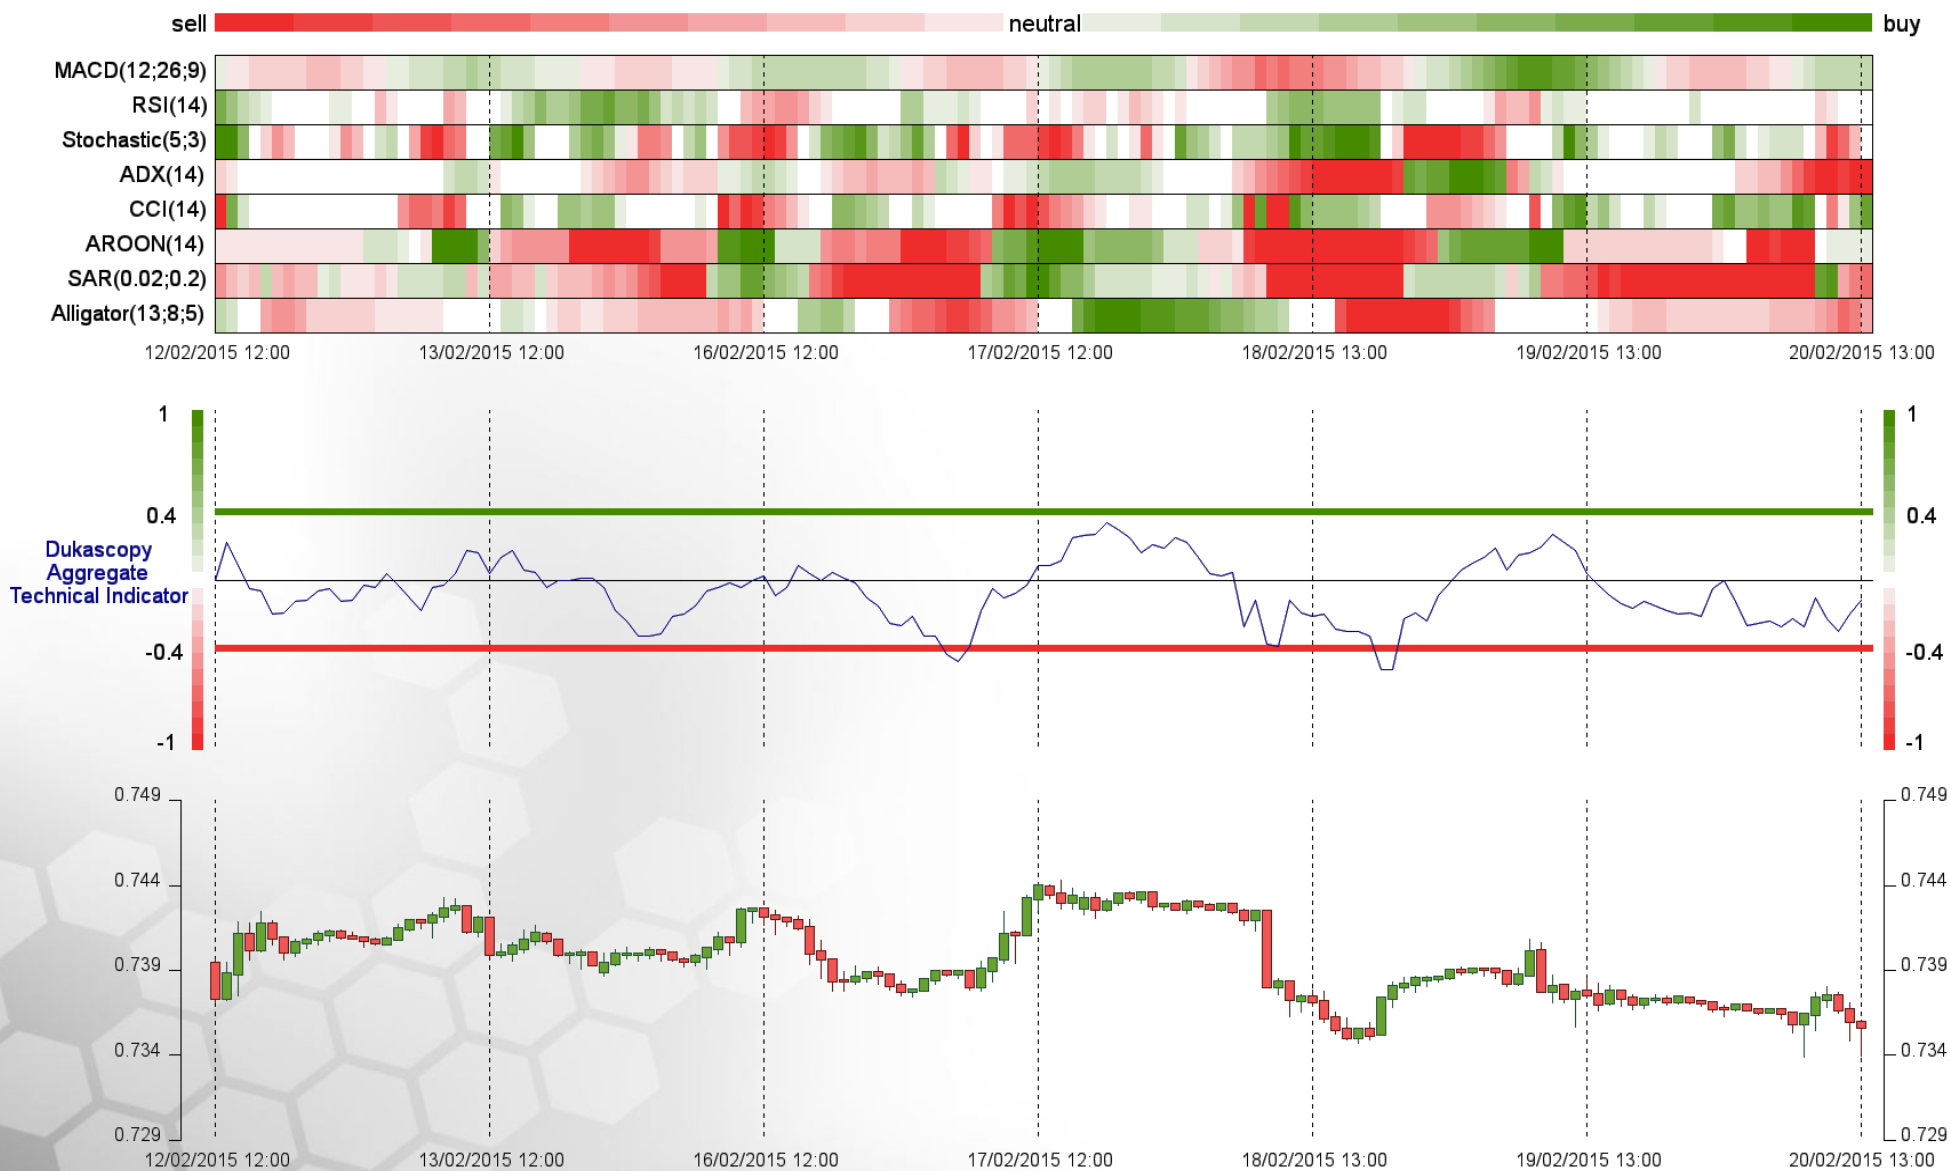 sell neutral buy
MACD(12;26;9)
RSI(14)
Stochastic(5;3)
ADX(14)
CCI(14)
AROON(14)
SAR(0.02;0.2)
Alligator(13;8;5)
12/02/2015 12:00 13/02/2015 12:00 16/02/2015 12:00 17/02/2015 12:00 18/02/2015 13:00 19/02/2015 13:00 20/02/2015 13:00
1 1
0.4 0.4
Dukascopy
Aggregate
Technical Indicator
-0.4 -0.4
-1 -1
0.749 0.749
0.744 0.744
0.739 0.739
0.734 0.734
0.729 0.729
12/02/2015 12:00 13/02/2015 12:00 16/02/2015 12:00 17/02/2015 12:00 18/02/2015 13:00 19/02/2015 13:00 20/02/2015 13:00